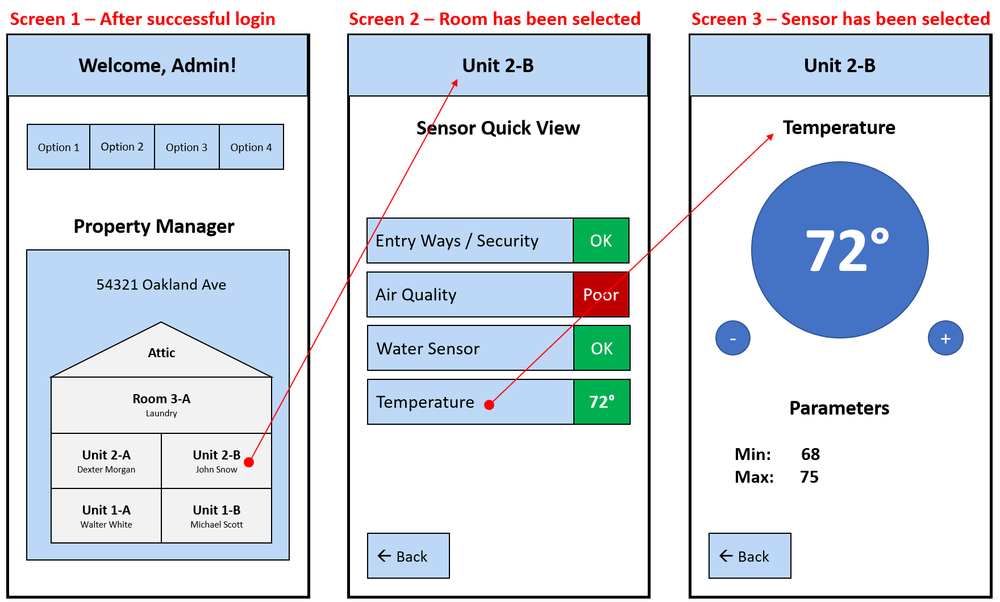 Screen 1 – After successful login
Welcome, Admin!
Option 1
Option 2
Option 3
Option 4
Property Manager
54321 Oakland Ave
Attic
Room 3-A
Laundry
Unit 2-A
Dexter Morgan
Unit 2-B
John Snow
Unit 1-A
Walter White
Unit 1-B
Michael Scott
Screen 2 – Room has been selected
Unit 2-B
Sensor Quick View
Entry Ways / Security OK
Air Quality Poor
Water Sensor OK
Temperature 72°
← Back
Screen 3 – Sensor has been selected
Unit 2-B
Temperature
72°
- +
Parameters
Min: 68
Max: 75
← Back